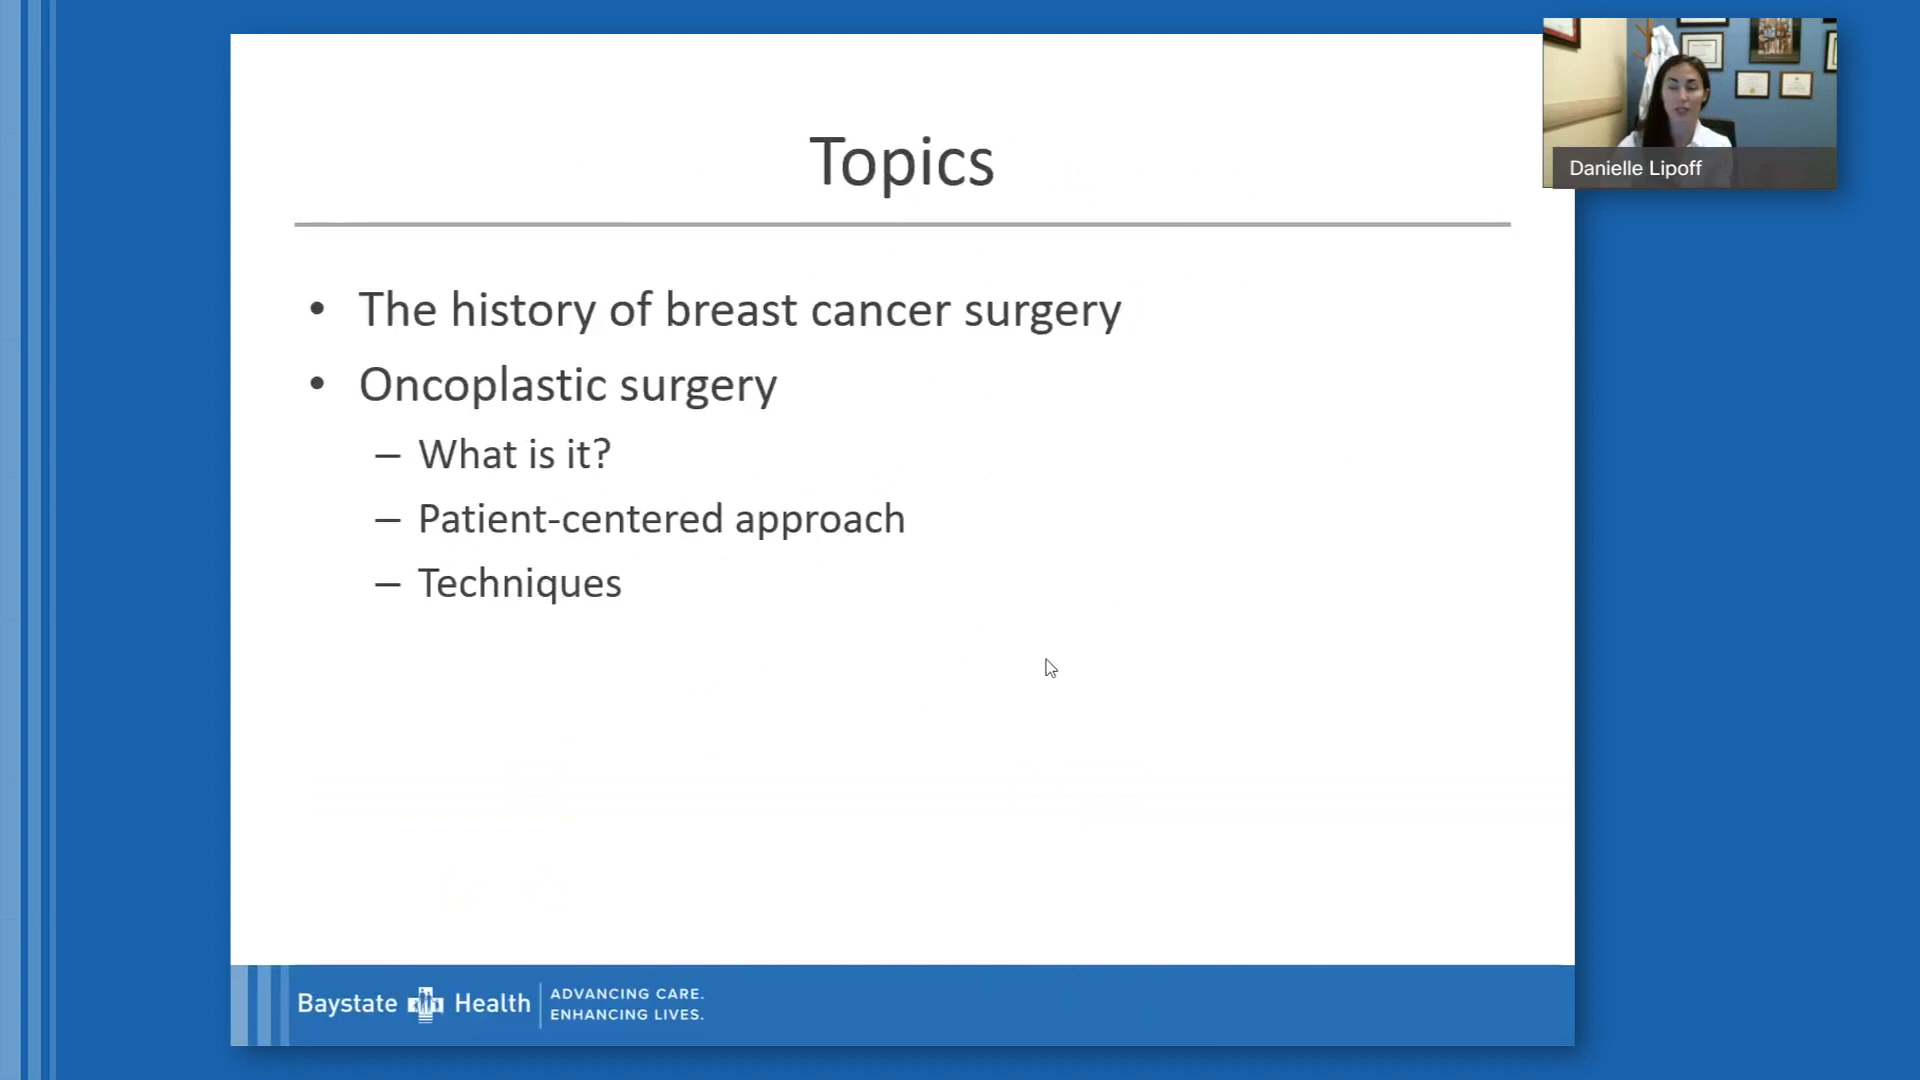 Topics
• The history of breast cancer surgery
• Oncoplastic surgery
– What is it?
– Patient-centered approach
– Techniques
Danielle Lipoff
Baystate Health
ADVANCING CARE.
ENHANCING LIVES.